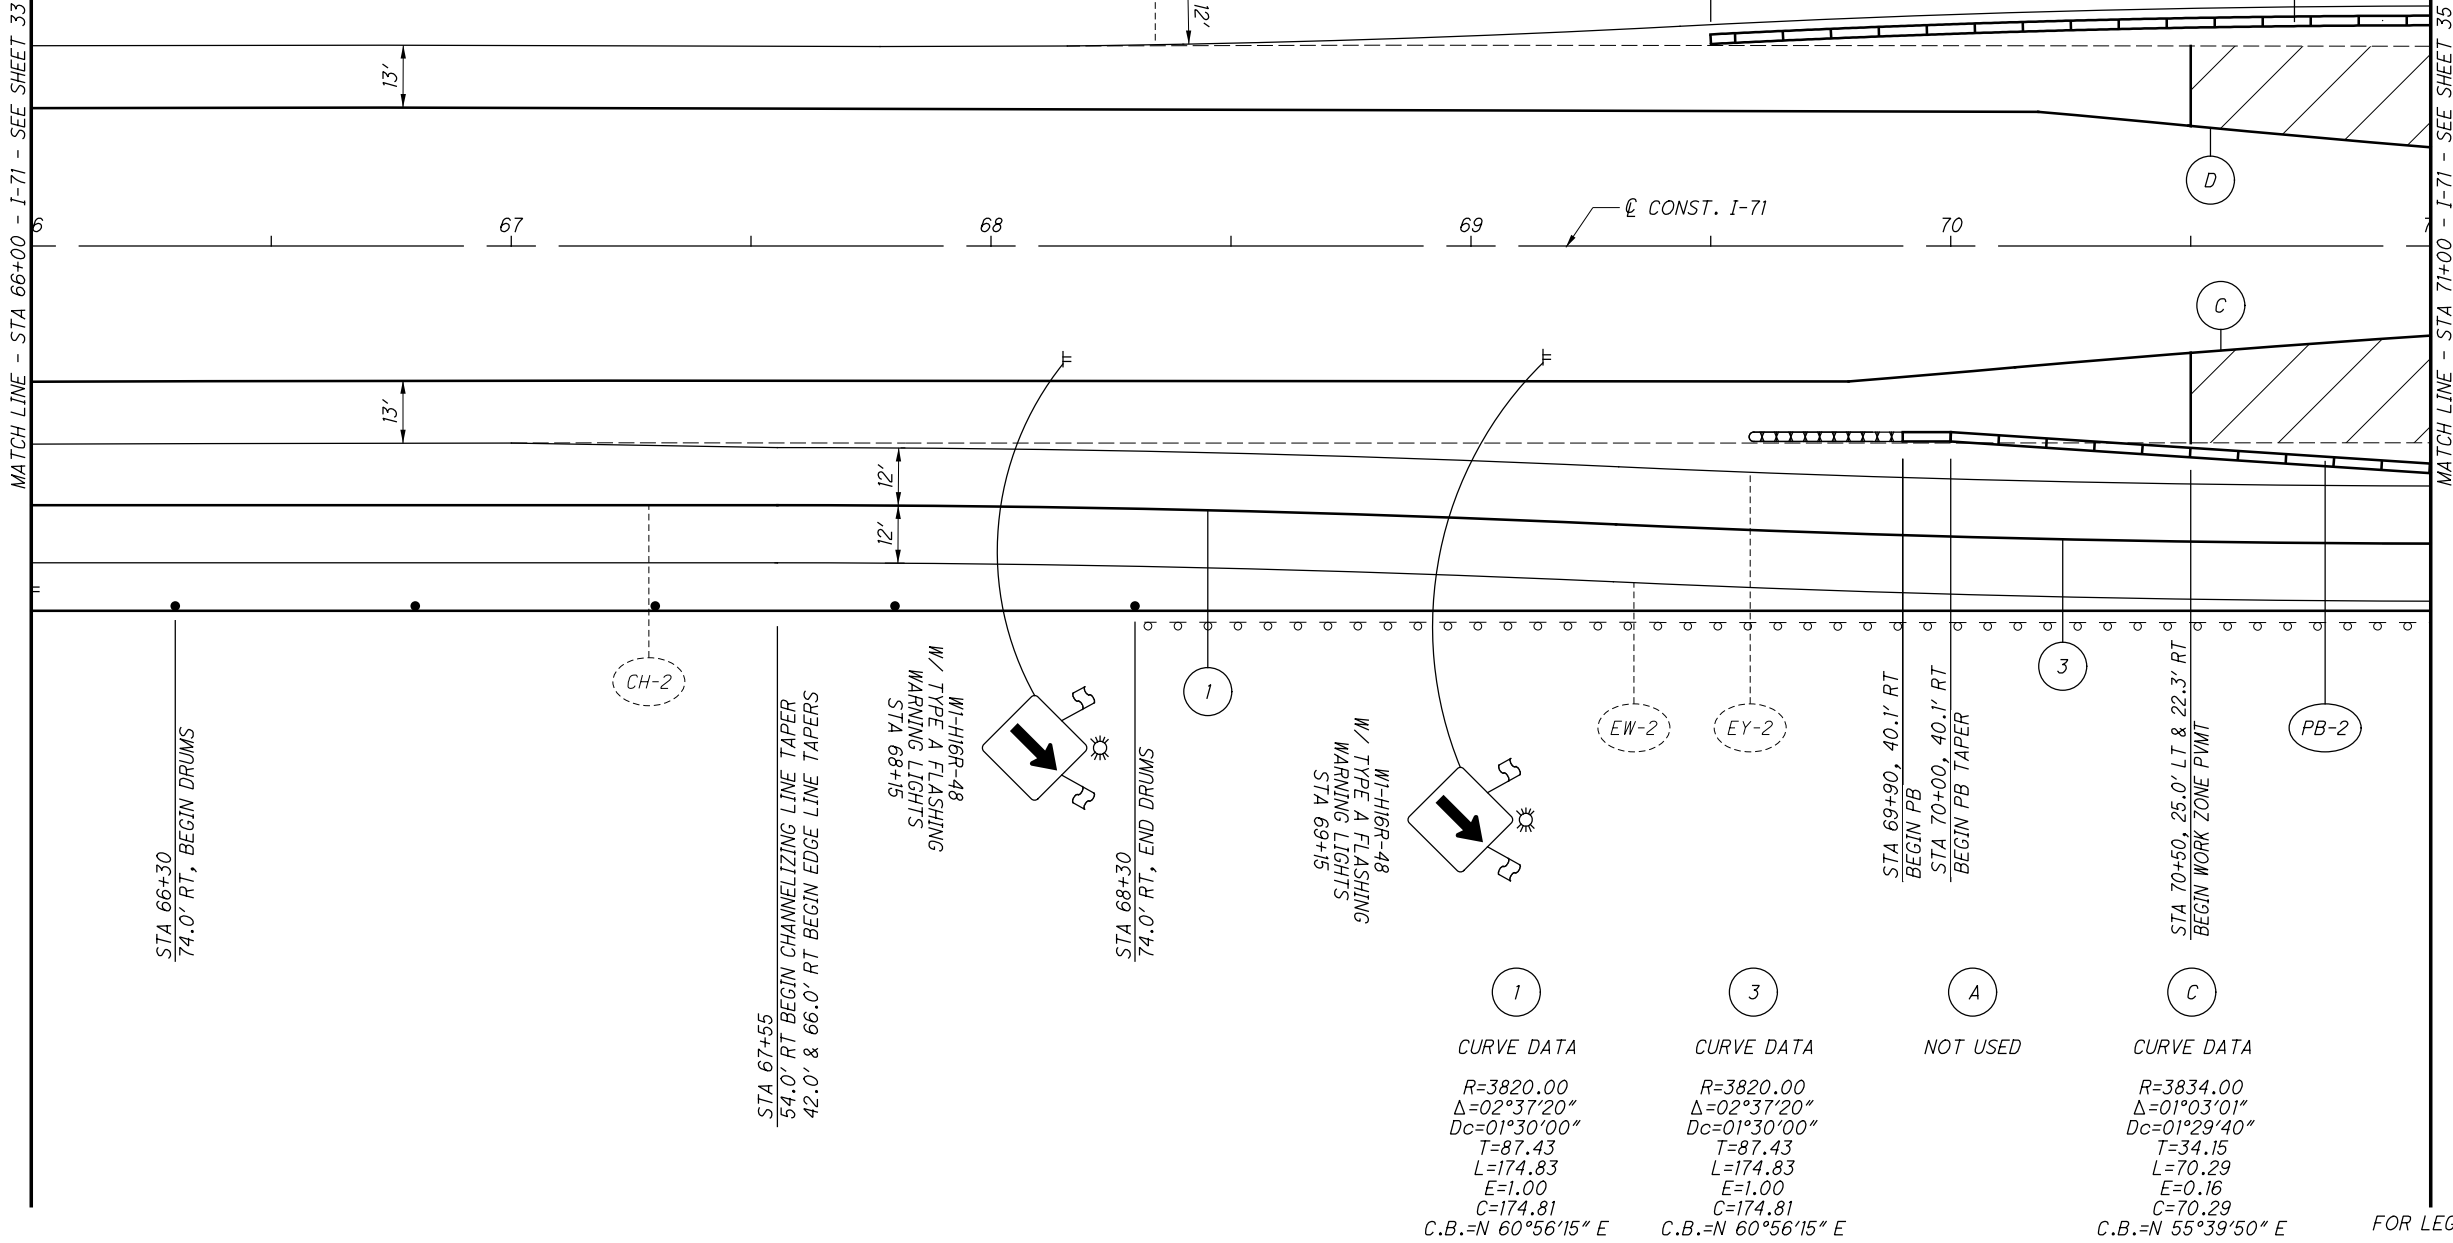 MATCH LINE - STA 66+00 - I-71 - SEE SHEET 33
12'
13'
D
℄ CONST. I-71
6
67
68
69
70
7
C
13'
12'
12'
CH-2
1
EW-2
EY-2
3
PB-2
STA 66+30
74.0' RT, BEGIN DRUMS
STA 67+55
54.0' RT BEGIN CHANNELIZING LINE TAPER
42.0' & 66.0' RT BEGIN EDGE LINE TAPERS
W1-H16R-48
W/ TYPE A FLASHING
WARNING LIGHTS
STA 68+15
STA 68+30
74.0' RT, END DRUMS
W1-H16R-48
W/ TYPE A FLASHING
WARNING LIGHTS
STA 69+15
STA 69+90, 40.1' RT
BEGIN PB
STA 70+00, 40.1' RT
BEGIN PB TAPER
STA 70+50, 25.0' LT & 22.3' RT
BEGIN WORK ZONE PVMT
MATCH LINE - STA 71+00 - I-71 - SEE SHEET 35
1
CURVE DATA
R=3820.00
Δ=02°37'20"
Dc=01°30'00"
T=87.43
L=174.83
E=1.00
C=174.81
C.B.=N 60°56'15" E
3
CURVE DATA
R=3820.00
Δ=02°37'20"
Dc=01°30'00"
T=87.43
L=174.83
E=1.00
C=174.81
C.B.=N 60°56'15" E
A
NOT USED
C
CURVE DATA
R=3834.00
Δ=01°03'01"
Dc=01°29'40"
T=34.15
L=70.29
E=0.16
C=70.29
C.B.=N 55°39'50" E
FOR LEG